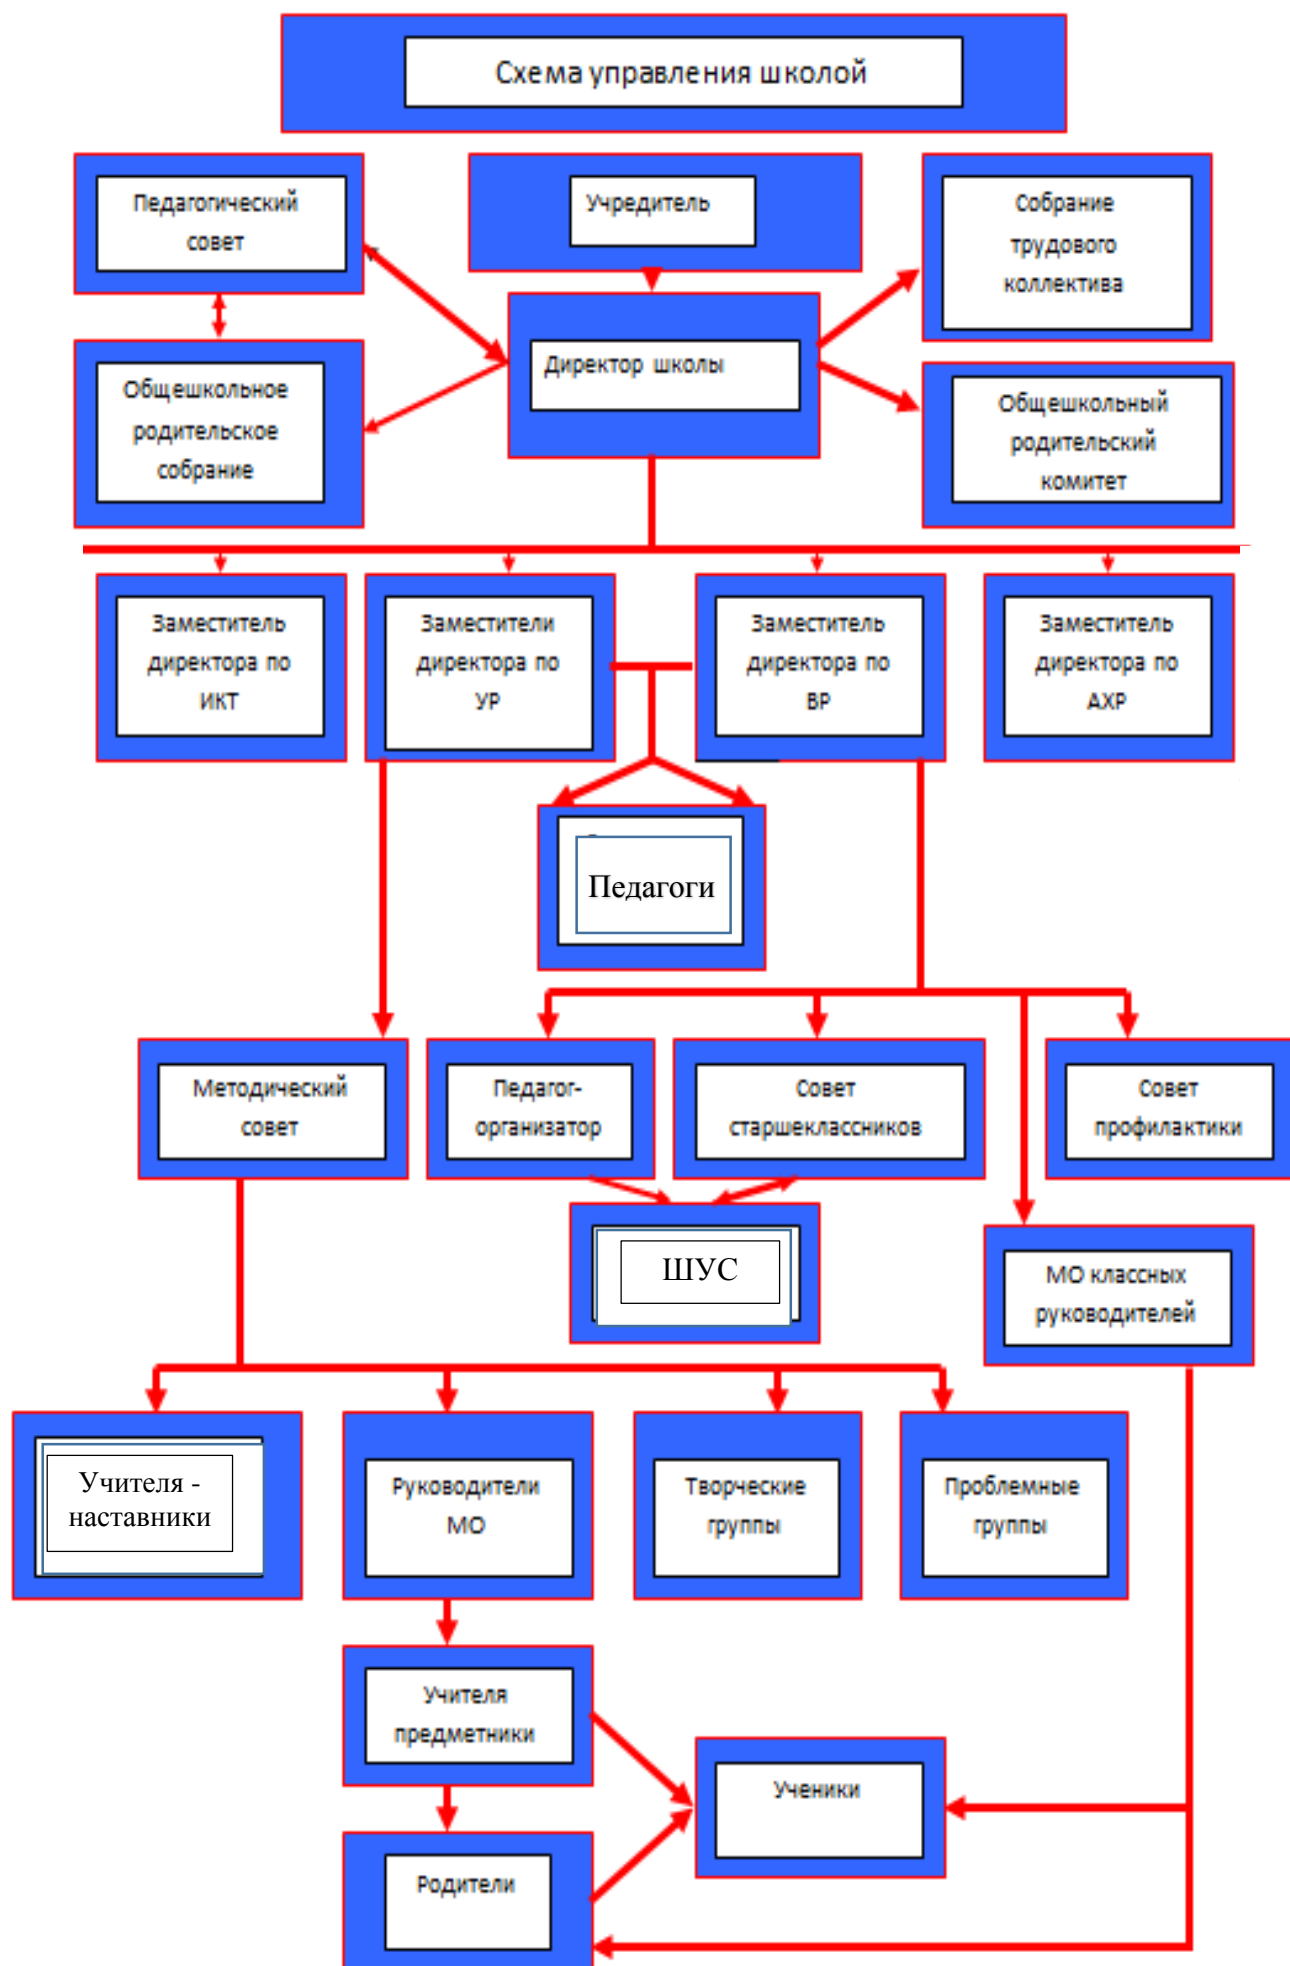 Схема управления школой
Педагогический
совет
Учредитель
Собрание
трудового
коллектива
Директор школы
Общешкольное
родительское
собрание
Общешкольный
родительский
комитет
Заместитель
директора по
ИКТ
Заместители
директора по
УР
Заместитель
директора по
ВР
Заместитель
директора по
АХР
Педагоги
Методический
совет
Педагог-
организатор
Совет
старшеклассников
Совет
профилактики
ШУС
МО классных
руководителей
Учителя -
наставники
Руководители
МО
Творческие
группы
Проблемные
группы
Учителя
предметники
Ученики
Родители